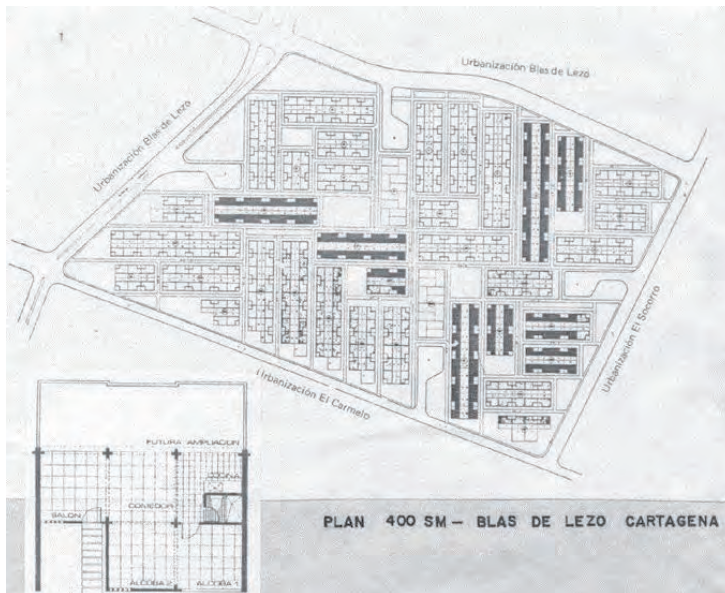 1
Urbanización Blas de Lezo
Urbanización Blas de Lezo
Urbanización El Socorro
Urbanización El Carmelo
FUTURA AMPLIACION
COCINA
COMEDOR
SALON
ALCOBA 2
ALCOBA 1
PLAN 400 SM — BLAS DE LEZO CARTAGENA